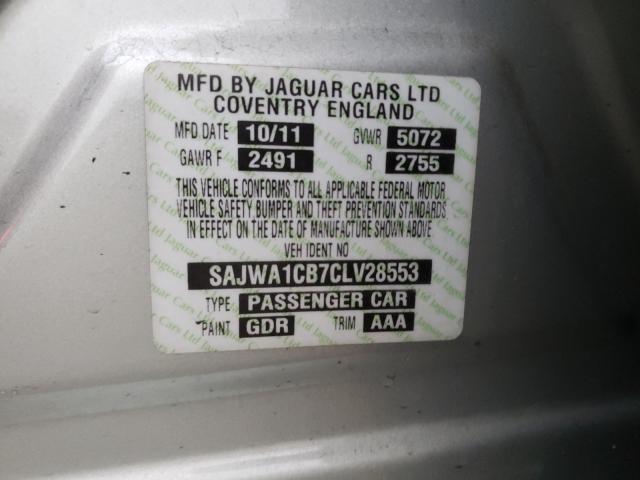 MFD BY JAGUAR CARS LTD
COVENTRY ENGLAND
MFD DATE 10/11 GVWR 5072
GAWR F 2491 R 2755
THIS VEHICLE CONFORMS TO ALL APPLICABLE FEDERAL MOTOR
VEHICLE SAFETY BUMPER AND THEFT PREVENTION STANDARDS
IN EFFECT ON THE DATE OF MANUFACTURE SHOWN ABOVE
VEH IDENT NO
SAJWA1CB7CLV28553
TYPE PASSENGER CAR
PAINT GDR TRIM AAA